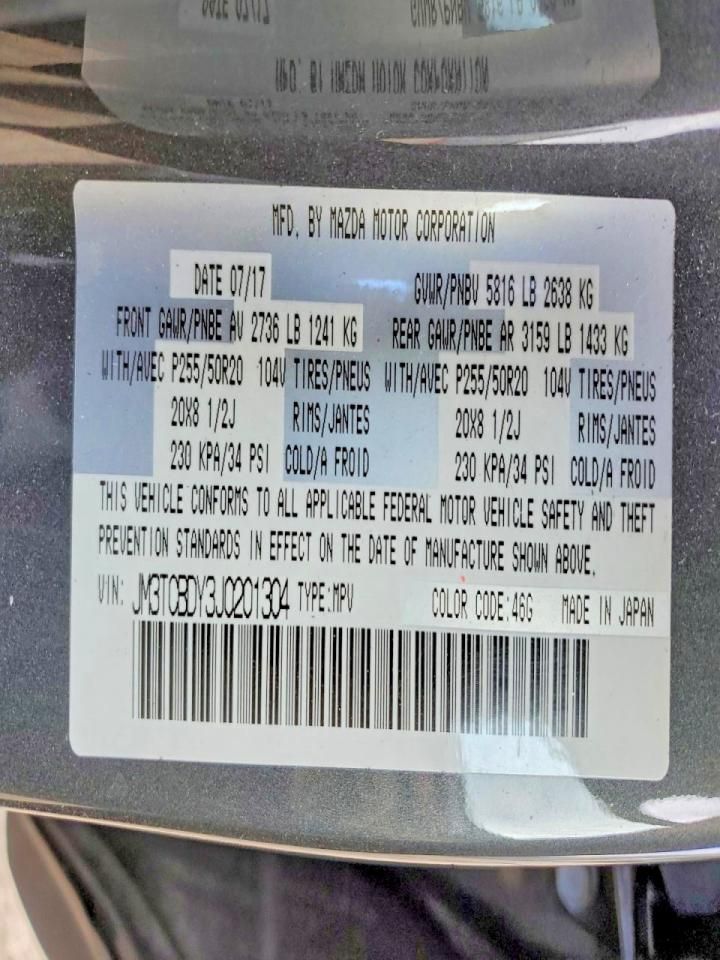 MFD. BY MAZDA MOTOR CORPORATION
DATE 07/17 GVWR/PNBV 5816 LB 2638 KG
FRONT GAWR/PNBE AV 2736 LB 1241 KG REAR GAWR/PNBE AR 3159 LB 1433 KG
WITH/AVEC P255/50R20 104V TIRES/PNEUS WITH/AVEC P255/50R20 104V TIRES/PNEUS
20X8 1/2J RIMS/JANTES 20X8 1/2J RIMS/JANTES
230 KPA/34 PSI COLD/A FROID 230 KPA/34 PSI COLD/A FROID
THIS VEHICLE CONFORMS TO ALL APPLICABLE FEDERAL MOTOR VEHICLE SAFETY AND THEFT
PREVENTION STANDARDS IN EFFECT ON THE DATE OF MANUFACTURE SHOWN ABOVE.
VIN: JM3TCBDY3J0201304 TYPE:MPV COLOR CODE:46G MADE IN JAPAN